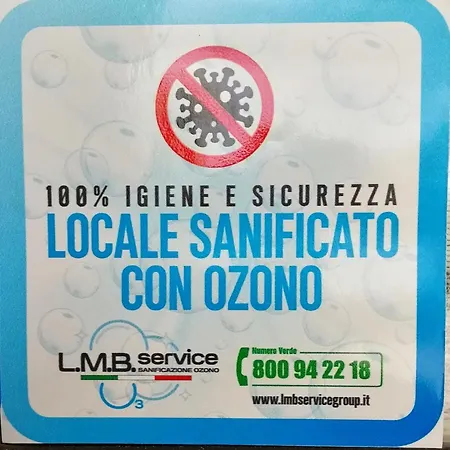 100% IGIENE E SICUREZZA
LOCALE SANIFICATO
CON OZONO
L.M.B. service
SANIFICAZIONE OZONO
O3
Numero Verde
800 94 22 18
www.lmbservicegroup.it